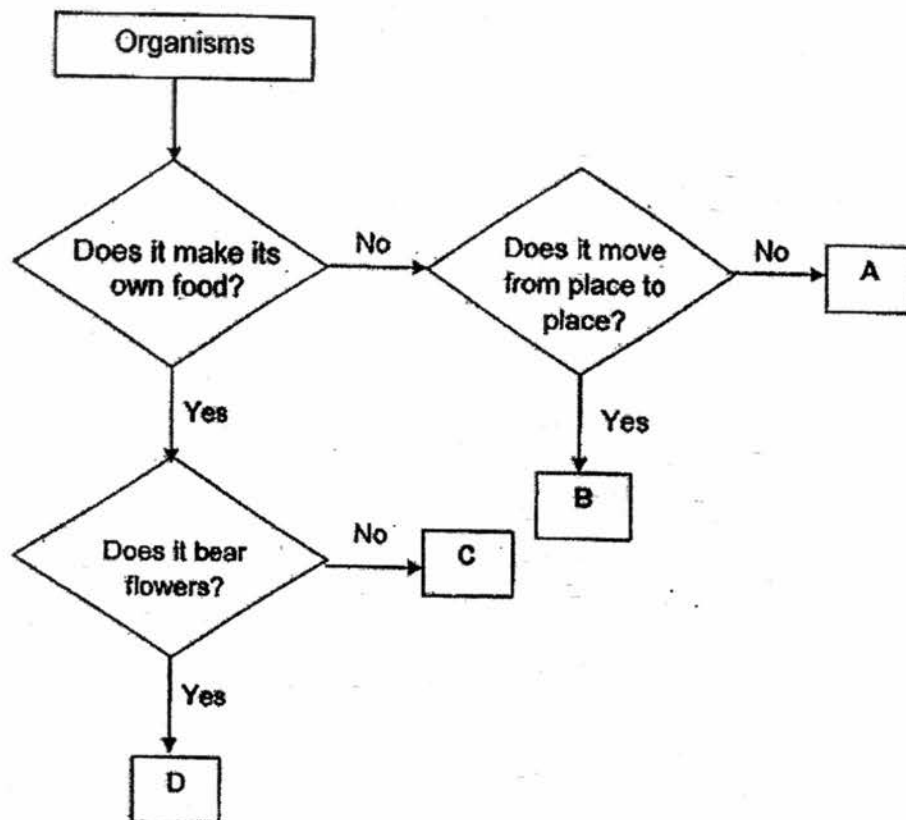 Organisms
Does it make its
own food?
No
Does it move
from place to
place?
No
A
Yes
Yes
B
Does it bear
flowers?
No
C
Yes
D